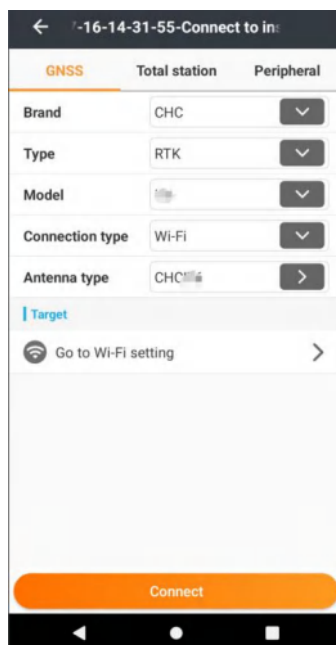 -16-14-31-55-Connect to in
GNSS Total station Peripheral
Brand CHC
Type RTK
Model
Connection type Wi-Fi
Antenna type CHC
Target
Go to Wi-Fi setting
Connect